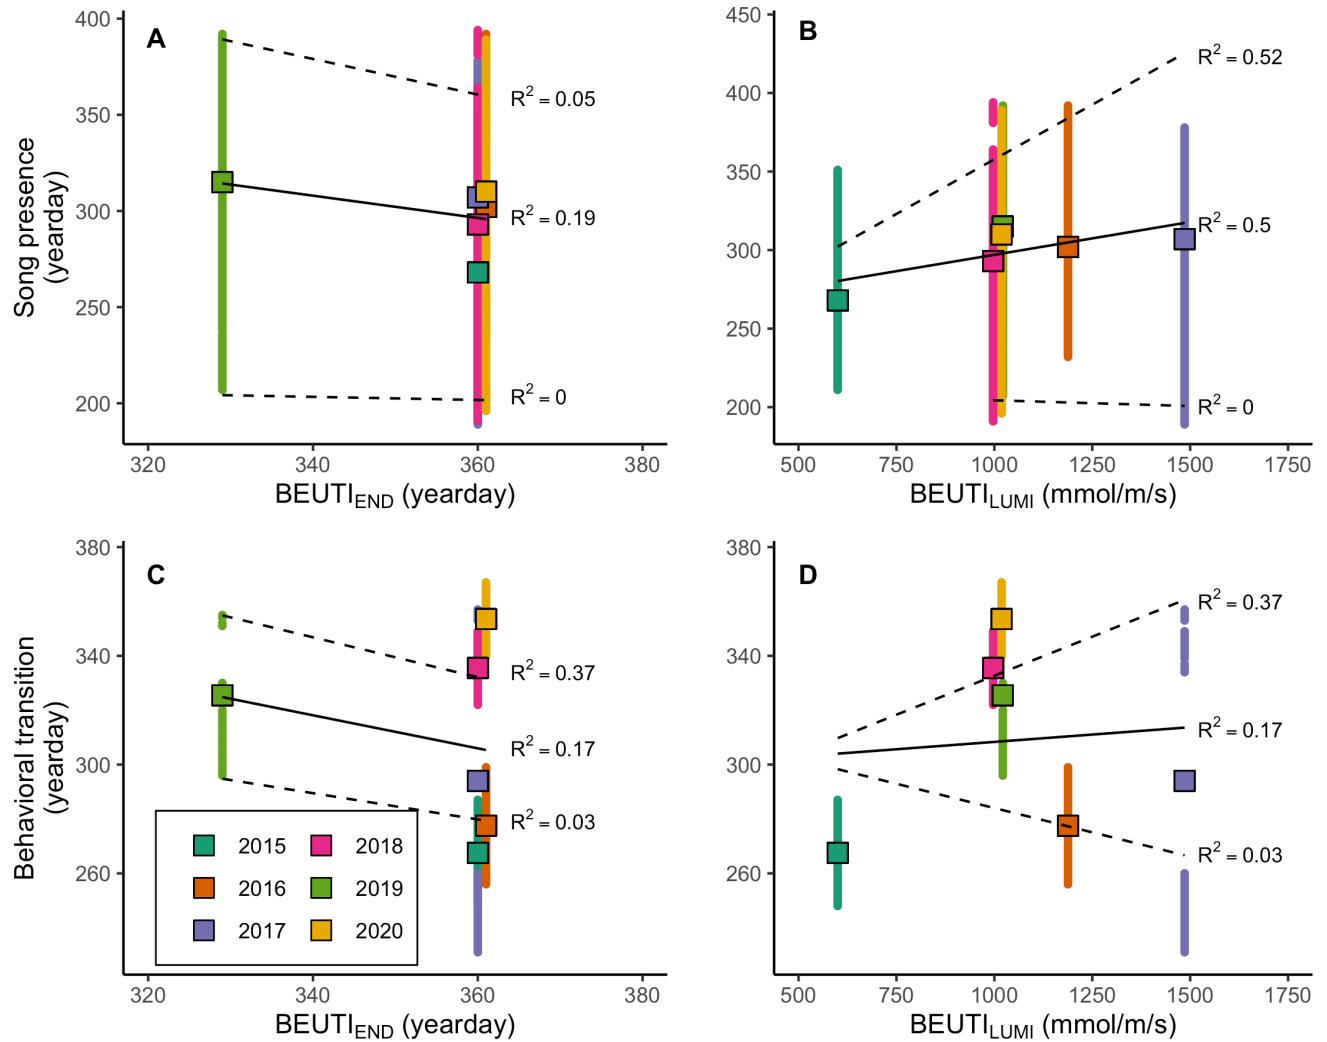 A
400
350
300
250
200
Song presence
(yearday)
R2 = 0.05
R2 = 0.19
R2 = 0
320 340 360 380
BEUTIEND (yearday)
B
450
400
350
300
250
200
R2 = 0.52
R2 = 0.5
R2 = 0
500 750 1000 1250 1500 1750
BEUTILUMI (mmol/m/s)
C
380
340
300
260
Behavioral transition
(yearday)
R2 = 0.37
R2 = 0.17
R2 = 0.03
2015 2018
2016 2019
2017 2020
320 340 360 380
BEUTIEND (yearday)
D
380
340
300
260
R2 = 0.37
R2 = 0.17
R2 = 0.03
500 750 1000 1250 1500 1750
BEUTILUMI (mmol/m/s)